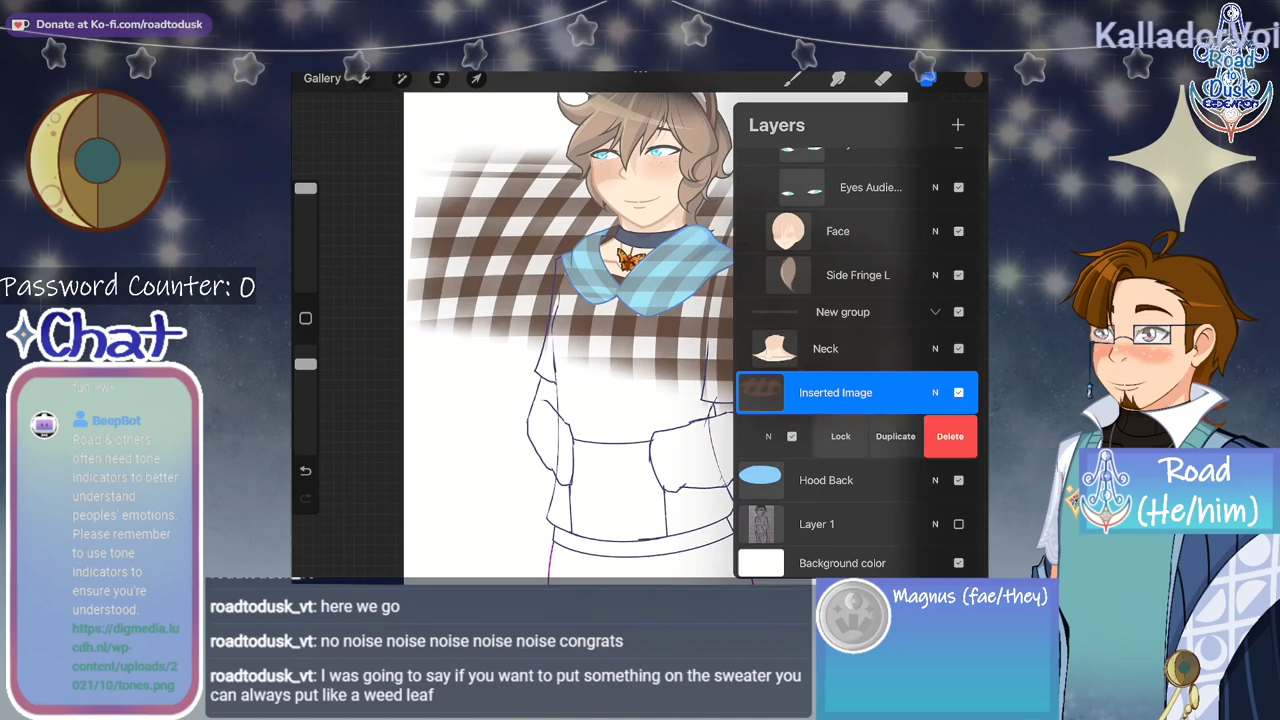 Donate at Ko-fi.com/roadtodusk
KalladorVoi
Road
to
Dusk
Gallery
Layers
Eyes Audie...
N
Face
N
Side Fringe L
N
New group
Neck
N
Inserted Image
N
N
Lock
Duplicate
Delete
Hood Back
N
Layer 1
N
Background color
Password Counter: 0
Chat
fun >w<
BeepBot
Road & others
often need tone
indicators to better
understand
peoples' emotions.
Please remember
to use tone
indicators to
ensure you're
understood.
https://digmedia.lu
cdh.nl/wp-
content/uploads/2
021/10/tones.png
roadtodusk_vt: here we go
roadtodusk_vt: no noise noise noise noise noise congrats
roadtodusk_vt: I was going to say if you want to put something on the sweater you
can always put like a weed leaf
Road
(He/him)
Magnus (fae/they)